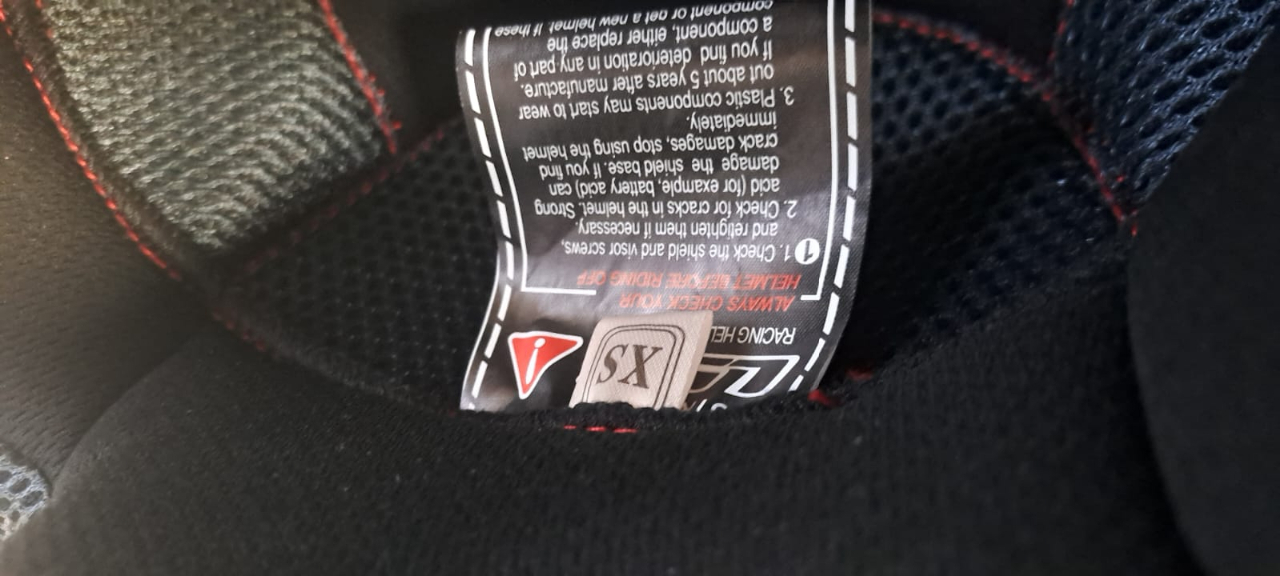 XS
RACING HEL
ALWAYS CHECK YOUR
HELMET BEFORE RIDING OFF
1
1. Check the shield and visor screws,
and retighten them if necessary.
2. Check for cracks in the helmet. Strong
acid (for example, battery acid) can
damage the shield base. If you find
crack damages, stop using the helmet
immediately.
3. Plastic components may start to wear
out about 5 years after manufacture.
If you find deterioration in any part of
a component, either replace the
component or get a new helmet. If these